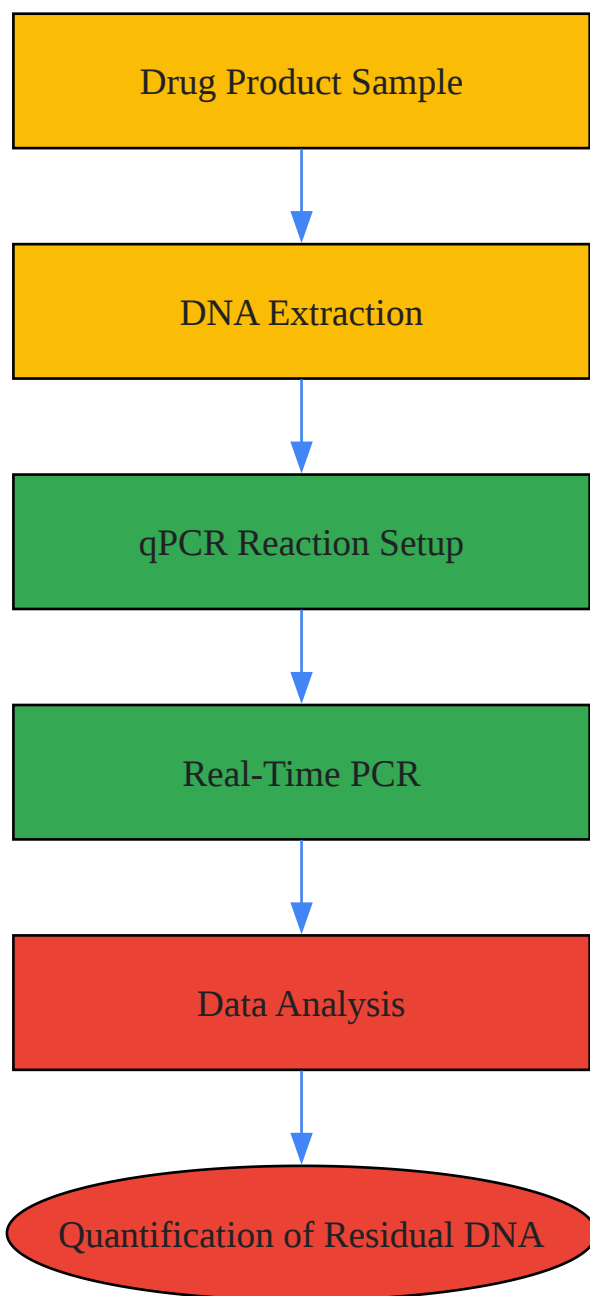 Drug Product Sample
DNA Extraction
qPCR Reaction Setup
Real-Time PCR
Data Analysis
Quantification of Residual DNA